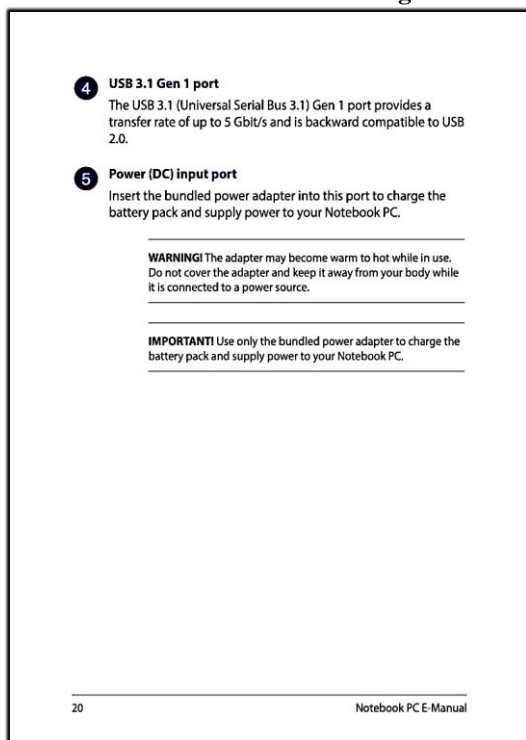 4 USB 3.1 Gen 1 port
The USB 3.1 (Universal Serial Bus 3.1) Gen 1 port provides a
transfer rate of up to 5 Gbit/s and is backward compatible to USB
2.0.
5 Power (DC) input port
Insert the bundled power adapter into this port to charge the
battery pack and supply power to your Notebook PC.
WARNING! The adapter may become warm to hot while in use.
Do not cover the adapter and keep it away from your body while
it is connected to a power source.
IMPORTANT! Use only the bundled power adapter to charge the
battery pack and supply power to your Notebook PC.
20 Notebook PC E-Manual